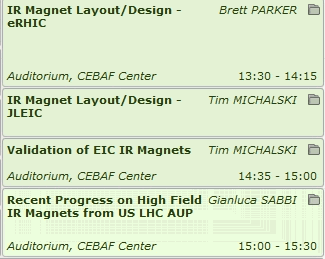 IR Magnet Layout/Design - Brett PARKER
eRHIC
Auditorium, CEBAF Center 13:30 - 14:15
IR Magnet Layout/Design - Tim MICHALSKI
JLEIC
Validation of EIC IR Magnets Tim MICHALSKI
Auditorium, CEBAF Center 14:35 - 15:00
Recent Progress on High Field Gianluca SABBI
IR Magnets from US LHC AUP
Auditorium, CEBAF Center 15:00 - 15:30